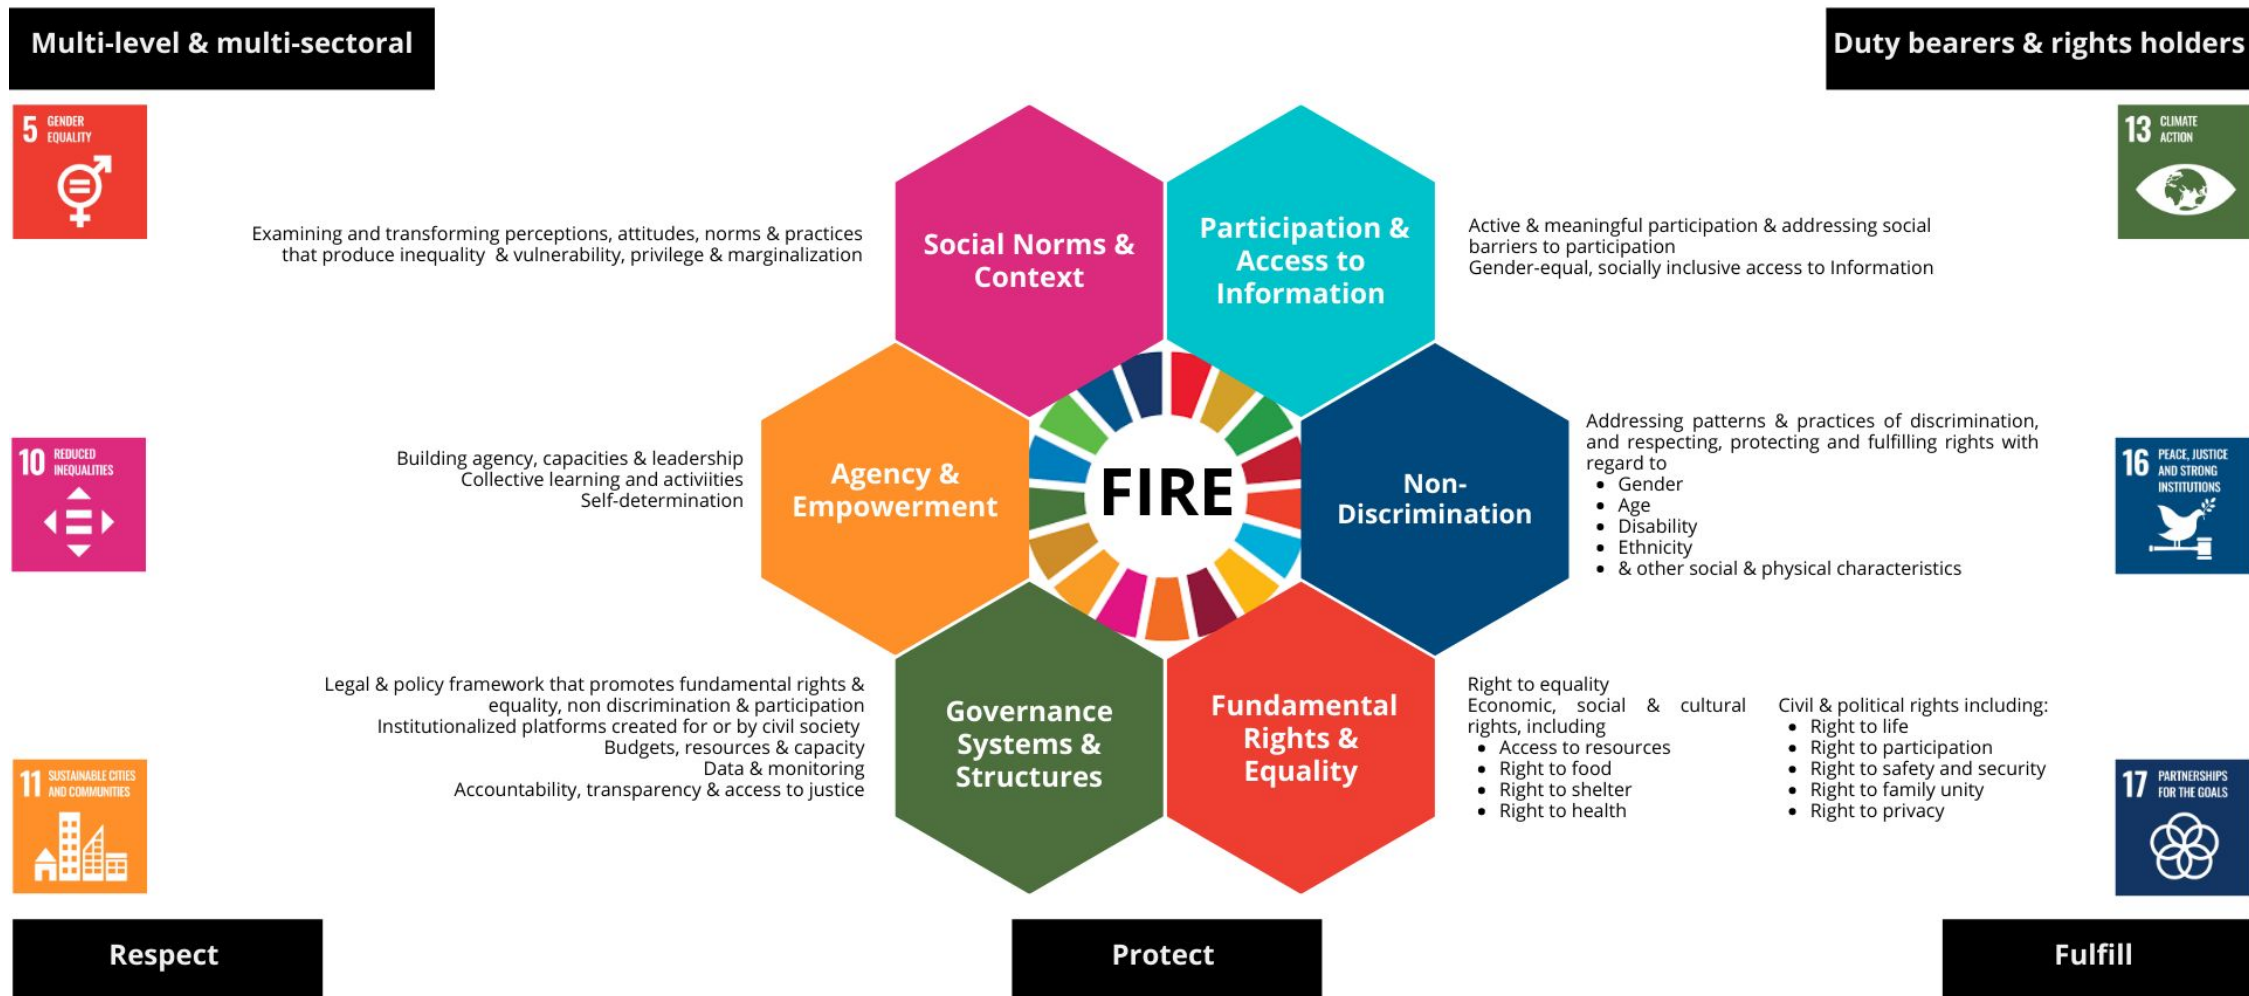 Multi-level & multi-sectoral
Duty bearers & rights holders
5 GENDER
EQUALITY
13 CLIMATE
ACTION
Social Norms &
Context
Examining and transforming perceptions, attitudes, norms & practices
that produce inequality & vulnerability, privilege & marginalization
Participation &
Access to
Information
Active & meaningful participation & addressing social
barriers to participation
Gender-equal, socially inclusive access to Information
10 REDUCED
INEQUALITIES
Building agency, capacities & leadership
Collective learning and activiities
Self-determination
Agency &
Empowerment
FIRE
Non-
Discrimination
Addressing patterns & practices of discrimination,
and respecting, protecting and fulfilling rights with
regard to
• Gender
• Age
• Disability
• Ethnicity
• & other social & physical characteristics
16 PEACE, JUSTICE
AND STRONG
INSTITUTIONS
11 SUSTAINABLE CITIES
AND COMMUNITIES
Legal & policy framework that promotes fundamental rights &
equality, non discrimination & participation
Institutionalized platforms created for or by civil society
Budgets, resources & capacity
Data & monitoring
Accountability, transparency & access to justice
Governance
Systems &
Structures
Fundamental
Rights &
Equality
Right to equality
Economic, social & cultural
rights, including
• Access to resources
• Right to food
• Right to shelter
• Right to health
Civil & political rights including:
• Right to life
• Right to participation
• Right to safety and security
• Right to family unity
• Right to privacy
17 PARTNERSHIPS
FOR THE GOALS
Respect
Protect
Fulfill